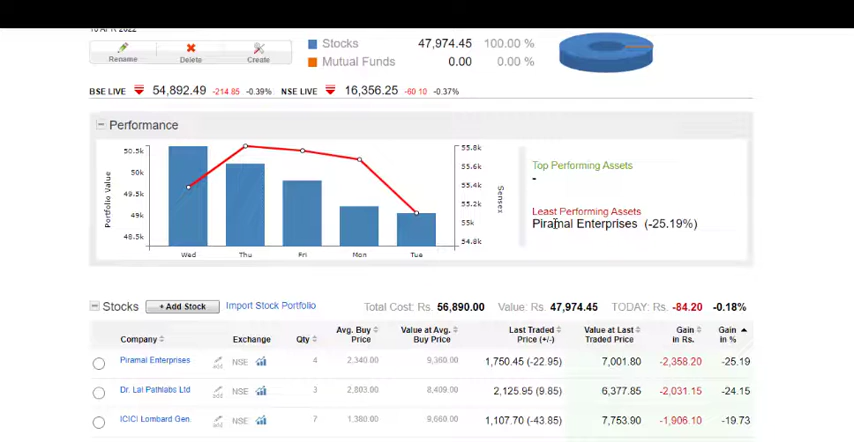 Stocks 47,974.45 100.00 %
Rename Delete Create
Mutual Funds 0.00 0.00 %
BSE LIVE 54,892.49 -214.85 -0.39% NSE LIVE 16,356.25 -60.10 -0.37%
Performance
50.5k
50k
49.5k
49k
48.5k
Portfolio Value
55.8k
55.6k
55.4k
55.2k
55k
54.8k
Sensex
Wed Thu Fri Mon Tue
Top Performing Assets
-
Least Performing Assets
Piramal Enterprises (-25.19%)
Stocks + Add Stock Import Stock Portfolio Total Cost: Rs. 56,890.00 Value: Rs. 47,974.45 TODAY: Rs. -84.20 -0.18%
Company Exchange Qty Avg. Buy Price Value at Avg. Buy Price Last Traded Price (+/-) Value at Last Traded Price Gain in Rs. Gain in %
Piramal Enterprises add NSE 4 2,340.00 9,360.00 1,750.45 (-22.95) 7,001.80 -2,358.20 -25.19
Dr. Lal Pathlabs Ltd add NSE 3 2,803.00 8,409.00 2,125.95 (9.85) 6,377.85 -2,031.15 -24.15
ICICI Lombard Gen. add NSE 7 1,380.00 9,660.00 1,107.70 (-43.85) 7,753.90 -1,906.10 -19.73